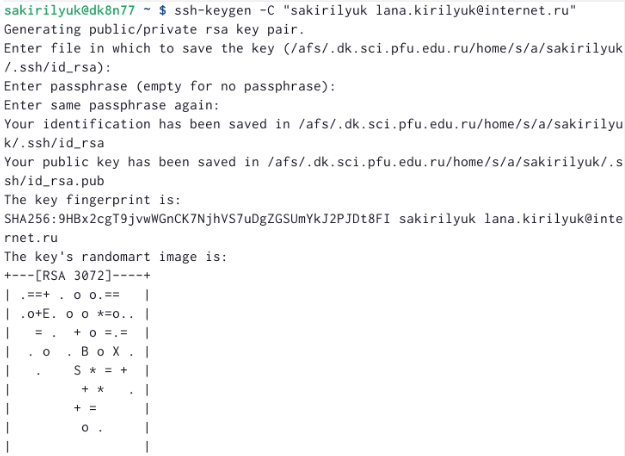 sakirilyuk@dk8n77 ~ $ ssh-keygen -C "sakirilyuk lana.kirilyuk@internet.ru"
Generating public/private rsa key pair.
Enter file in which to save the key (/afs/.dk.sci.pfu.edu.ru/home/s/a/sakirilyuk
/.ssh/id_rsa):
Enter passphrase (empty for no passphrase):
Enter same passphrase again:
Your identification has been saved in /afs/.dk.sci.pfu.edu.ru/home/s/a/sakirilyu
k/.ssh/id_rsa
Your public key has been saved in /afs/.dk.sci.pfu.edu.ru/home/s/a/sakirilyuk/.s
sh/id_rsa.pub
The key fingerprint is:
SHA256:9HBx2cgT9jvwWGnCK7NjhVS7uDgZGSUmYkJ2PJDt8FI sakirilyuk lana.kirilyuk@inte
rnet.ru
The key's randomart image is:
+---[RSA 3072]----+
| .==+ . o o.==   |
| .o+E. o o *=o.. |
|   = .  + o =.=  |
|  . o  . B o X . |
|   .    S * = +  |
|         + *   . |
|        + =      |
|         o .     |
|                 |